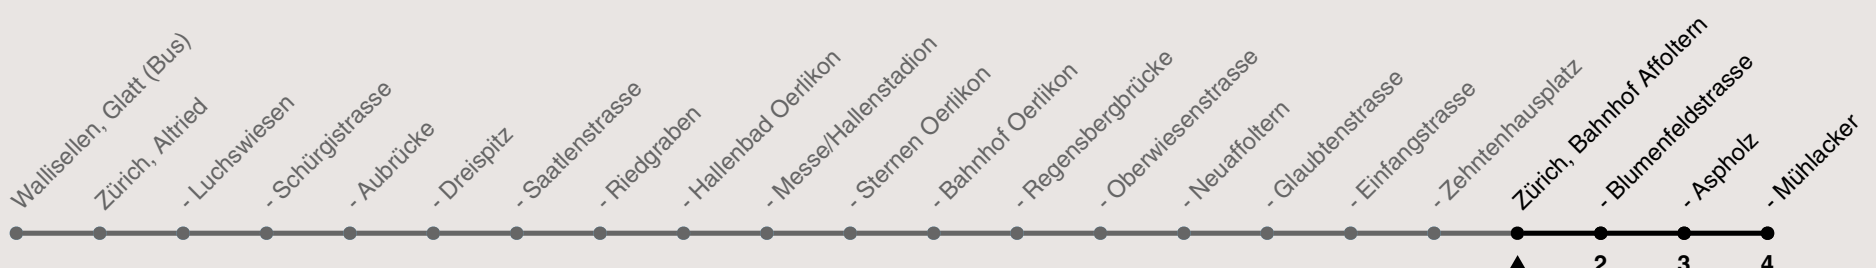 Wallisellen, Glatt (Bus)
Zürich, Altried
- Luchswiesen
- Schürgistrasse
- Aubrücke
- Dreispitz
- Saatlenstrasse
- Riedgraben
- Hallenbad Oerlikon
- Messe/Hallenstadion
- Sternen Oerlikon
- Bahnhof Oerlikon
- Regensbergbrücke
- Oberwiesenstrasse
- Neuaffoltern
- Glaubtenstrasse
- Einfangstrasse
- Zehntenhausplatz
Zürich, Bahnhof Affoltern
- Blumenfeldstrasse
- Aspholz
- Mühlacker
2 3 4